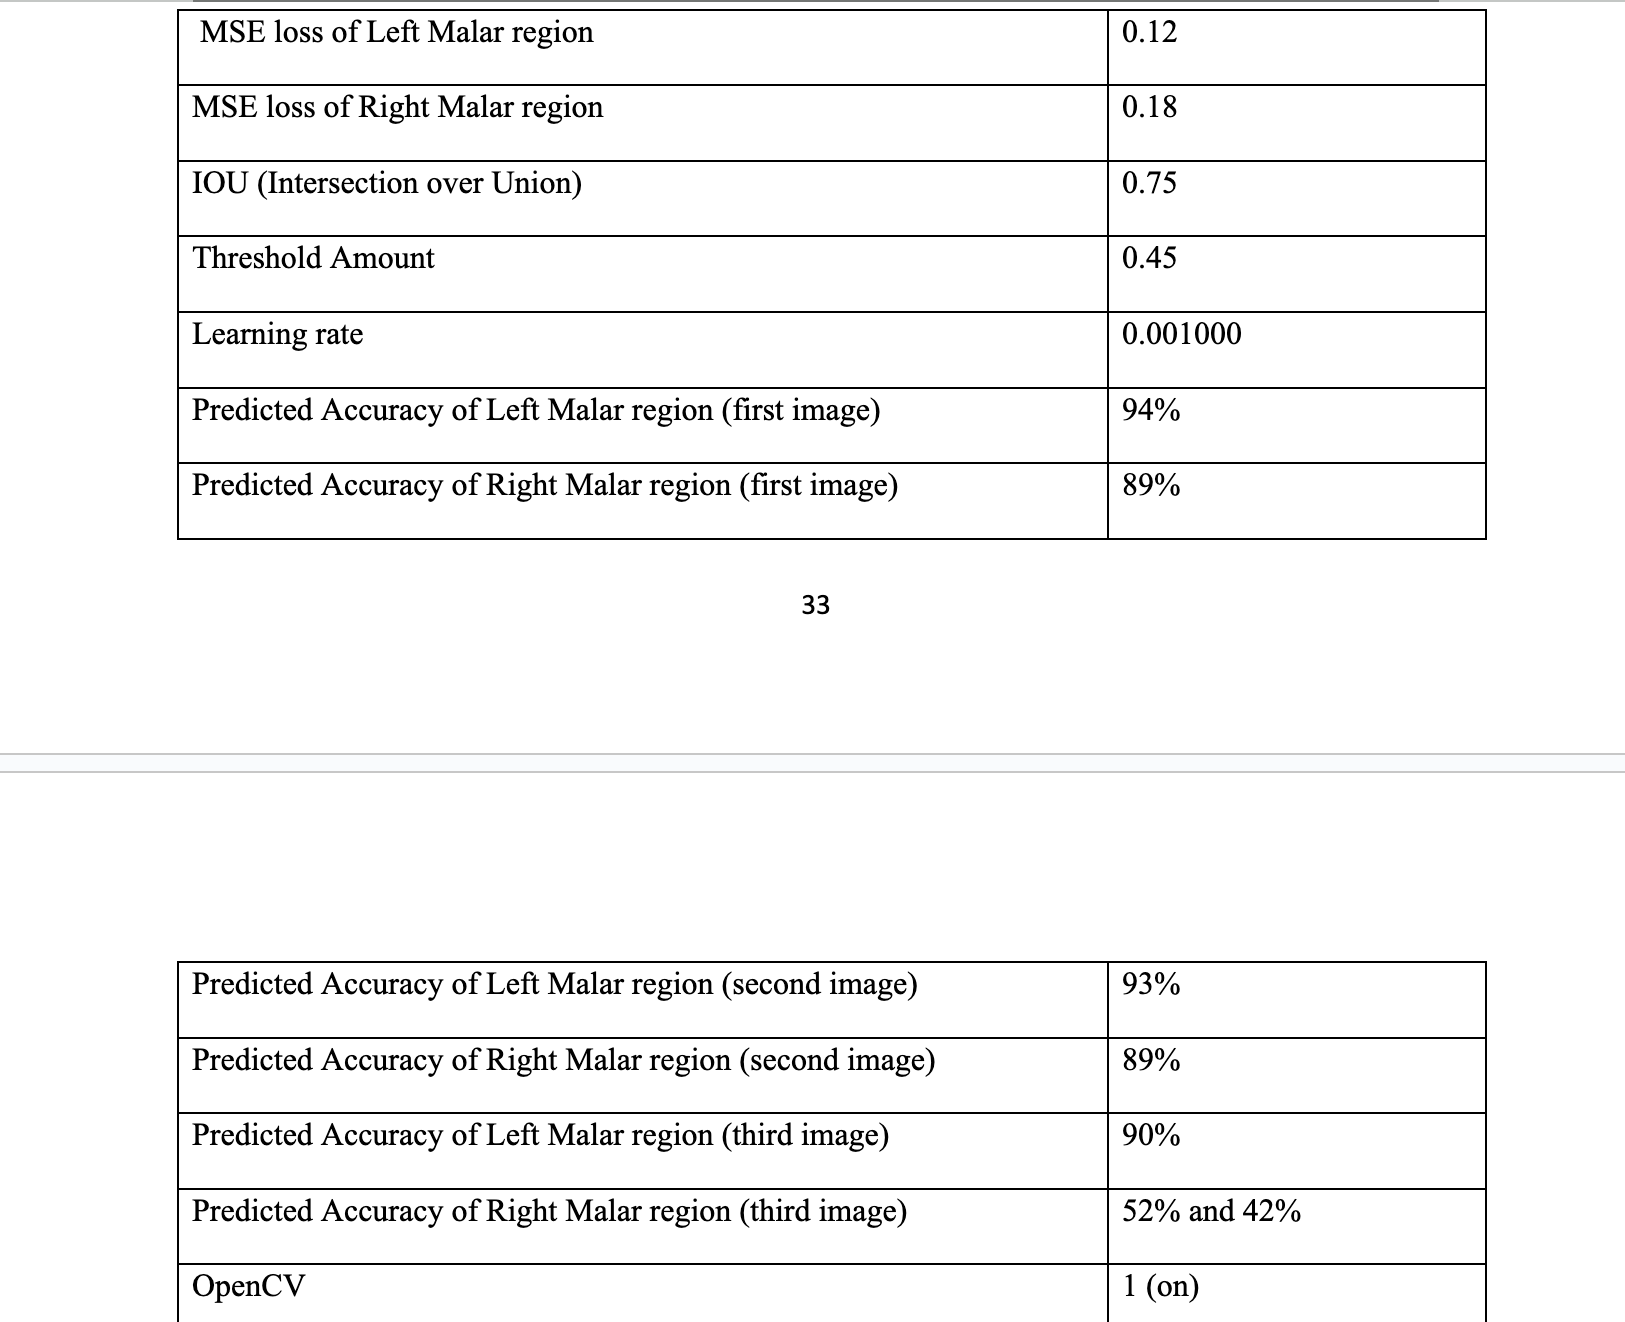 MSE loss of Left Malar region 0.12
MSE loss of Right Malar region 0.18
IOU (Intersection over Union) 0.75
Threshold Amount 0.45
Learning rate 0.001000
Predicted Accuracy of Left Malar region (first image) 94%
Predicted Accuracy of Right Malar region (first image) 89%
33
Predicted Accuracy of Left Malar region (second image) 93%
Predicted Accuracy of Right Malar region (second image) 89%
Predicted Accuracy of Left Malar region (third image) 90%
Predicted Accuracy of Right Malar region (third image) 52% and 42%
OpenCV 1 (on)